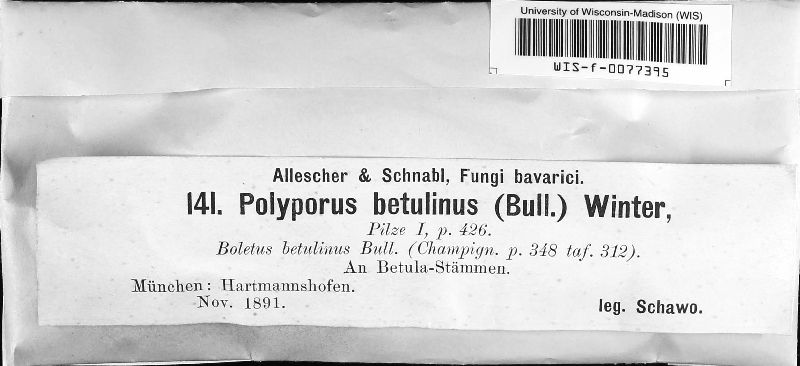 University of Wisconsin-Madison (WIS)
WIS-f-0077395
Allescher & Schnabl, Fungi bavarici.
141. Polyporus betulinus (Bull.) Winter,
Pilze I, p. 426.
Boletus betulinus Bull. (Champign. p. 348 taf. 312).
An Betula-Stämmen.
München: Hartmannshofen.
Nov. 1891.
leg. Schawo.